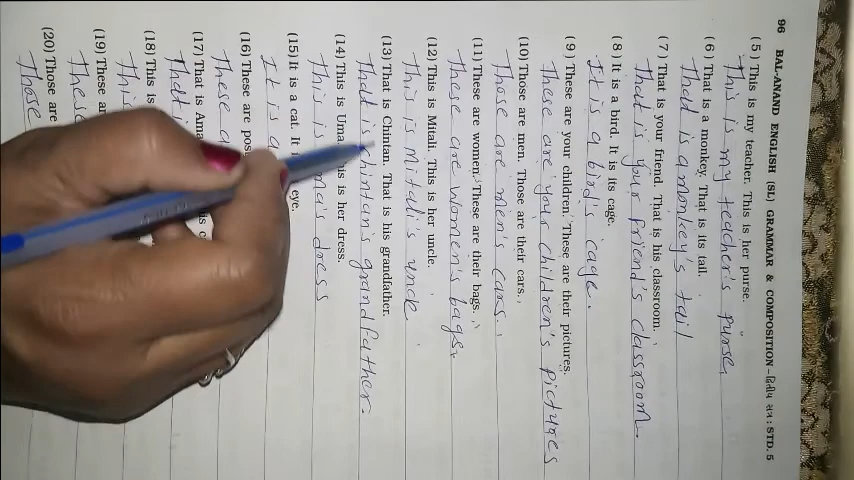 96 BAL-ANAND ENGLISH (SL) GRAMMAR & COMPOSITION – દ્વિતીય સત્ર : STD. 5
(5) This is my teacher. This is her purse.
This is my teacher's purse.
(6) That is a monkey. That is its tail.
That is a monkey's tail
(7) That is your friend. That is his classroom.
That is your friend's classroom.
(8) It is a bird. It is its cage.
It is a bird's cage.
(9) These are your children. These are their pictures.
These are your children's pictures
(10) Those are men. Those are their cars.
Those are men's cars.
(11) These are women. These are their bags.
These are women's bags.
(12) This is Mitali. This is her uncle.
This is Mitali's uncle.
(13) That is Chintan. That is his grandfather.
That is Chintan's grandfather.
(14) This is Uma. is is her dress.
This is ma's dress
(15) It is a cat. It eye.
It is a
(16) These are
These a
(17) That is Ama is
That i
(18) This is
This
(19) These ar
These
(20) Those are
Those